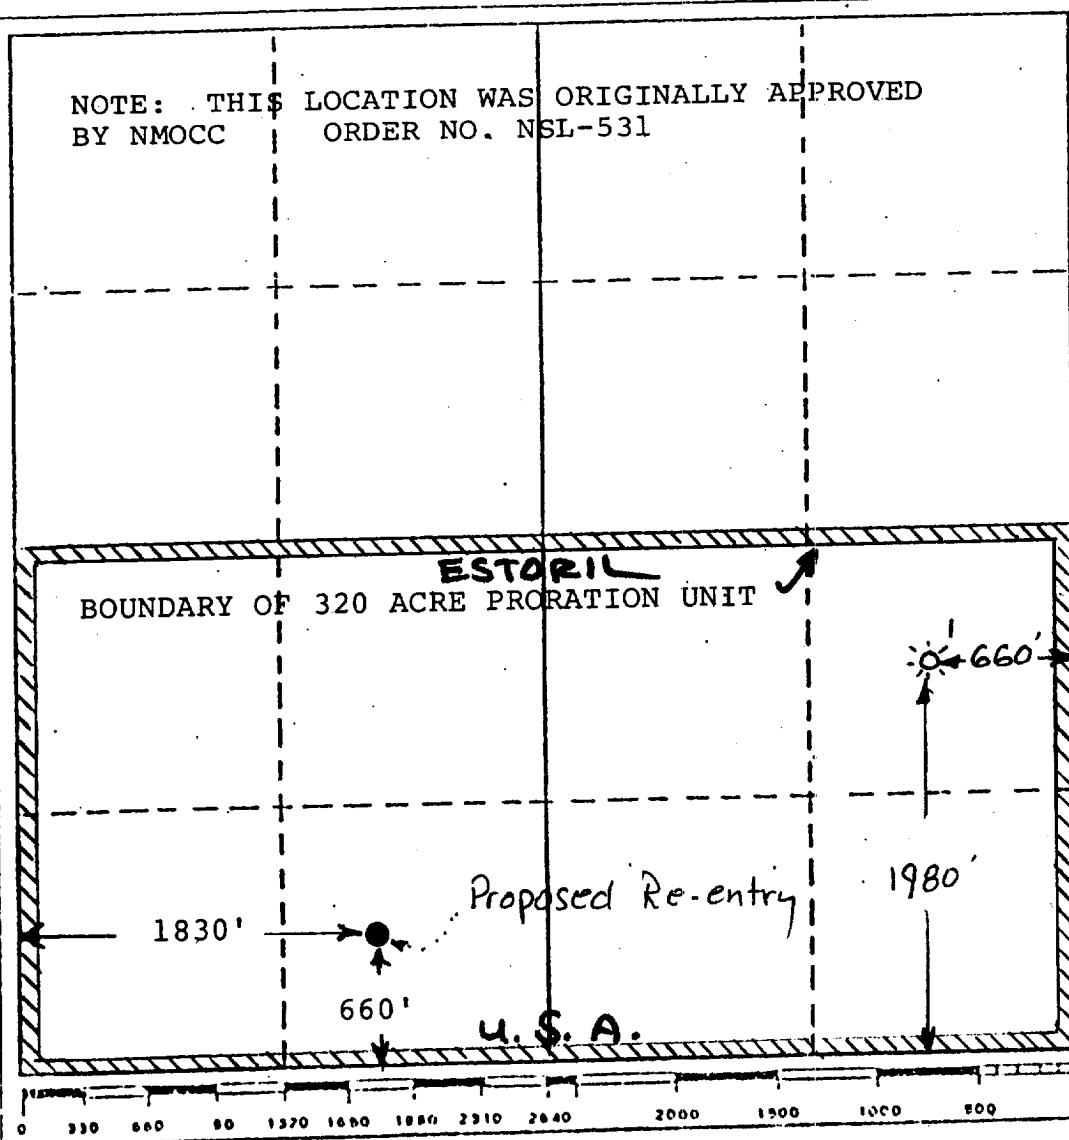 NOTE: THIS LOCATION WAS ORIGINALLY APPROVED
BY NMOCC ORDER NO. NSL-531
ESTORIL
BOUNDARY OF 320 ACRE PRORATION UNIT
1
660'
1980'
Proposed Re-entry
1830'
660'
U.S.A.
0 330 660 90 1320 1650 1980 2310 2640 2000 1500 1000 500